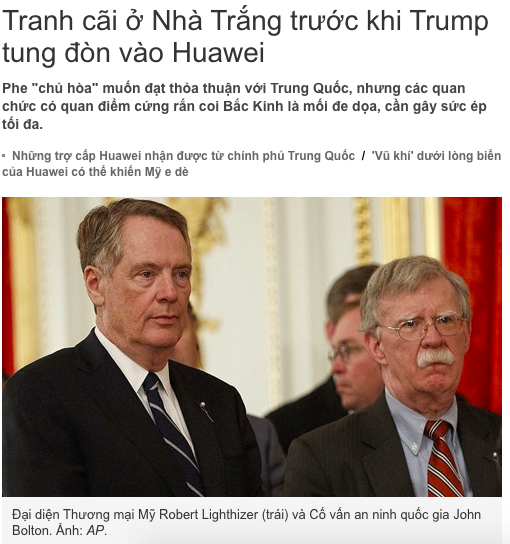 Tranh cãi ở Nhà Trắng trước khi Trump
tung đòn vào Huawei
Phe "chủ hòa" muốn đạt thỏa thuận với Trung Quốc, nhưng các quan
chức có quan điểm cứng rắn coi Bắc Kinh là mối đe dọa, cần gây sức ép
tối đa.
Những trợ cấp Huawei nhận được từ chính phủ Trung Quốc / 'Vũ khí' dưới lòng biển
của Huawei có thể khiến Mỹ e dè
Đại diện Thương mại Mỹ Robert Lighthizer (trái) và Cố vấn an ninh quốc gia John
Bolton. Ảnh: AP.